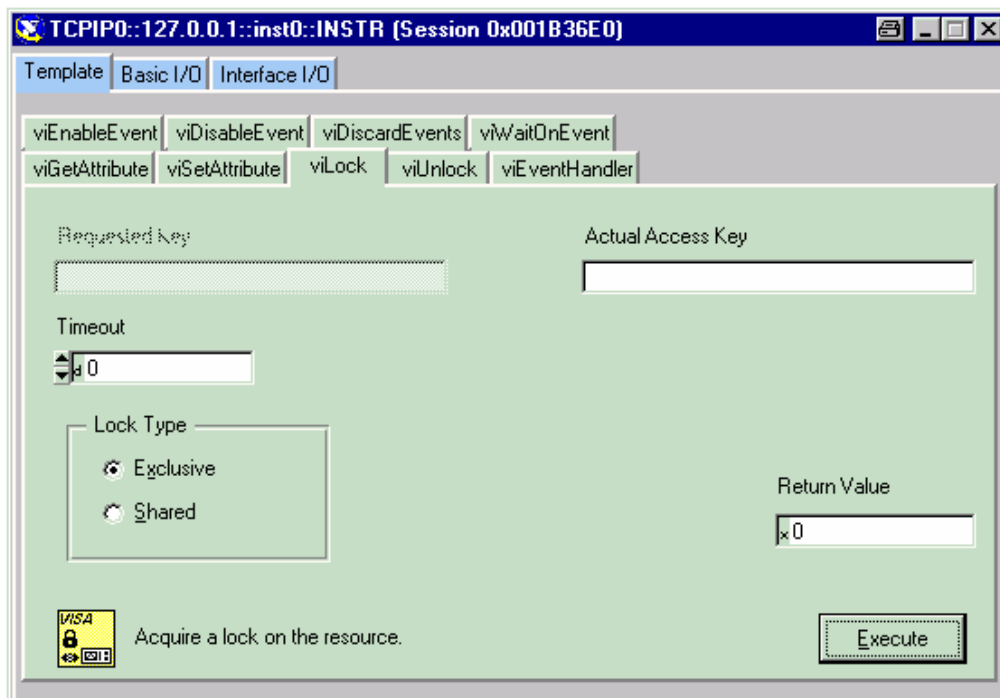 TCPIP0::127.0.0.1::inst0::INSTR (Session 0x001B36E0)
Template Basic I/O Interface I/O
viEnableEvent viDisableEvent viDiscardEvents viWaitOnEvent
viGetAttribute viSetAttribute viLock viUnlock viEventHandler
Requested Key
Actual Access Key
Timeout
d 0
Lock Type
Exclusive
Shared
Return Value
x 0
VISA
Acquire a lock on the resource.
Execute